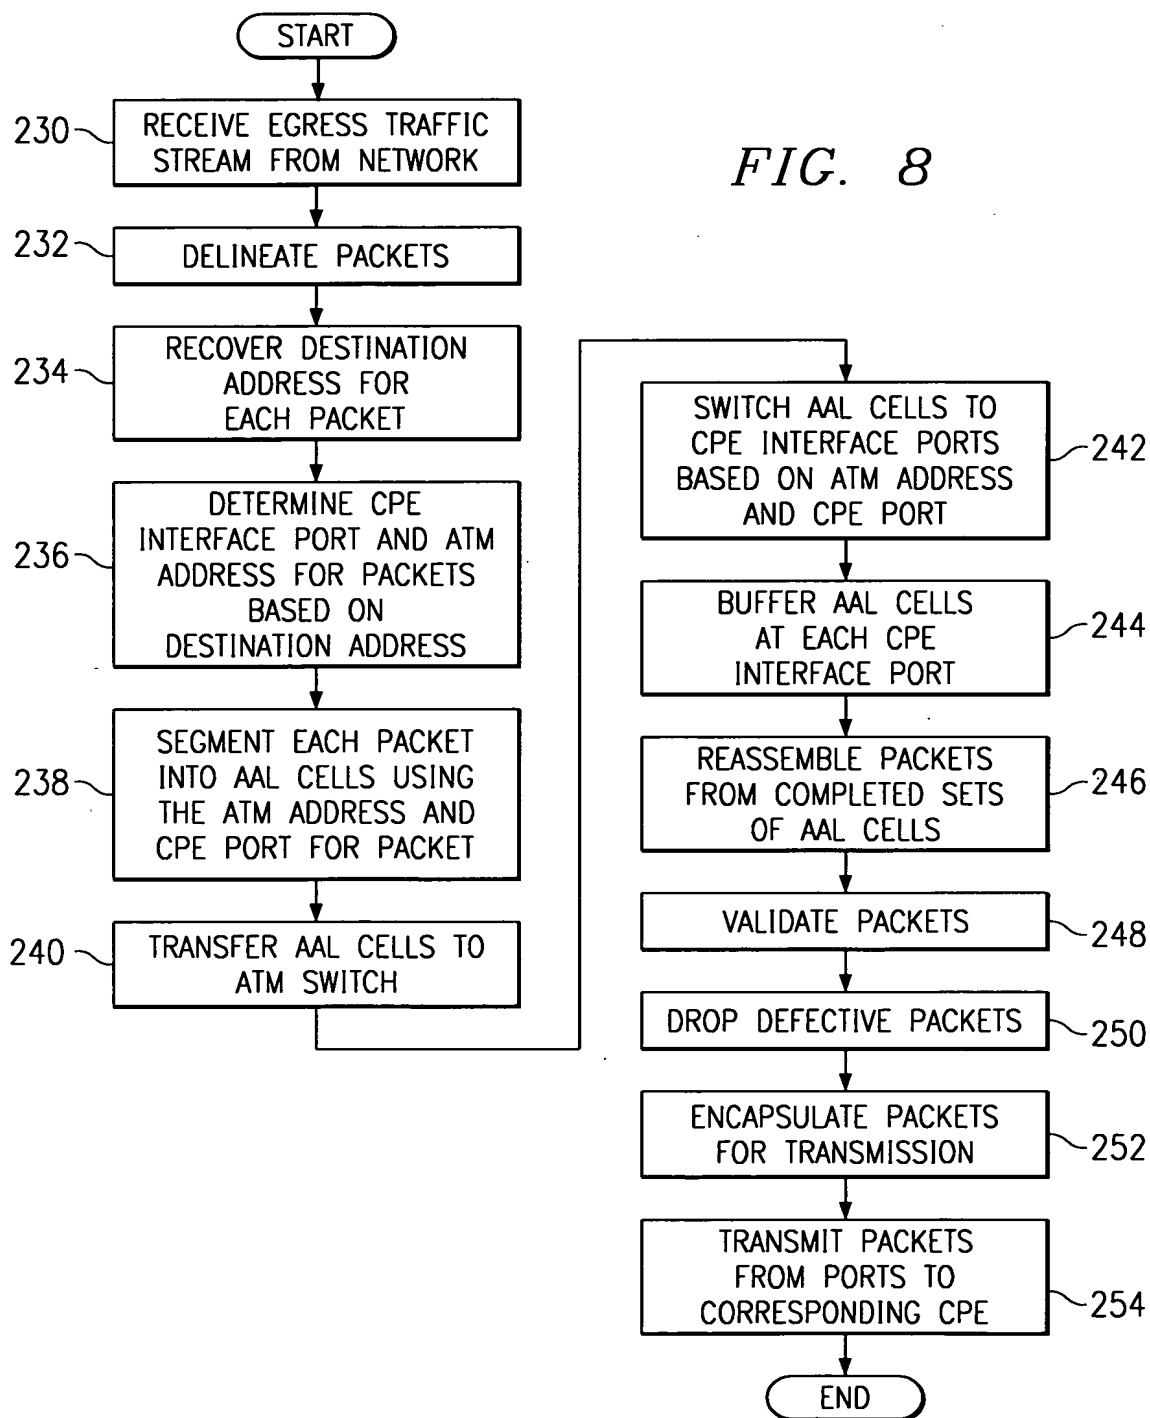 START
230
RECEIVE EGRESS TRAFFIC
STREAM FROM NETWORK
FIG. 8
232
DELINEATE PACKETS
234
RECOVER DESTINATION
ADDRESS FOR
EACH PACKET
236
DETERMINE CPE
INTERFACE PORT AND ATM
ADDRESS FOR PACKETS
BASED ON
DESTINATION ADDRESS
238
SEGMENT EACH PACKET
INTO AAL CELLS USING
THE ATM ADDRESS AND
CPE PORT FOR PACKET
240
TRANSFER AAL CELLS TO
ATM SWITCH
SWITCH AAL CELLS TO
CPE INTERFACE PORTS
BASED ON ATM ADDRESS
AND CPE PORT
242
BUFFER AAL CELLS
AT EACH CPE
INTERFACE PORT
244
REASSEMBLE PACKETS
FROM COMPLETED SETS
OF AAL CELLS
246
VALIDATE PACKETS
248
DROP DEFECTIVE PACKETS
250
ENCAPSULATE PACKETS
FOR TRANSMISSION
252
TRANSMIT PACKETS
FROM PORTS TO
CORRESPONDING CPE
254
END